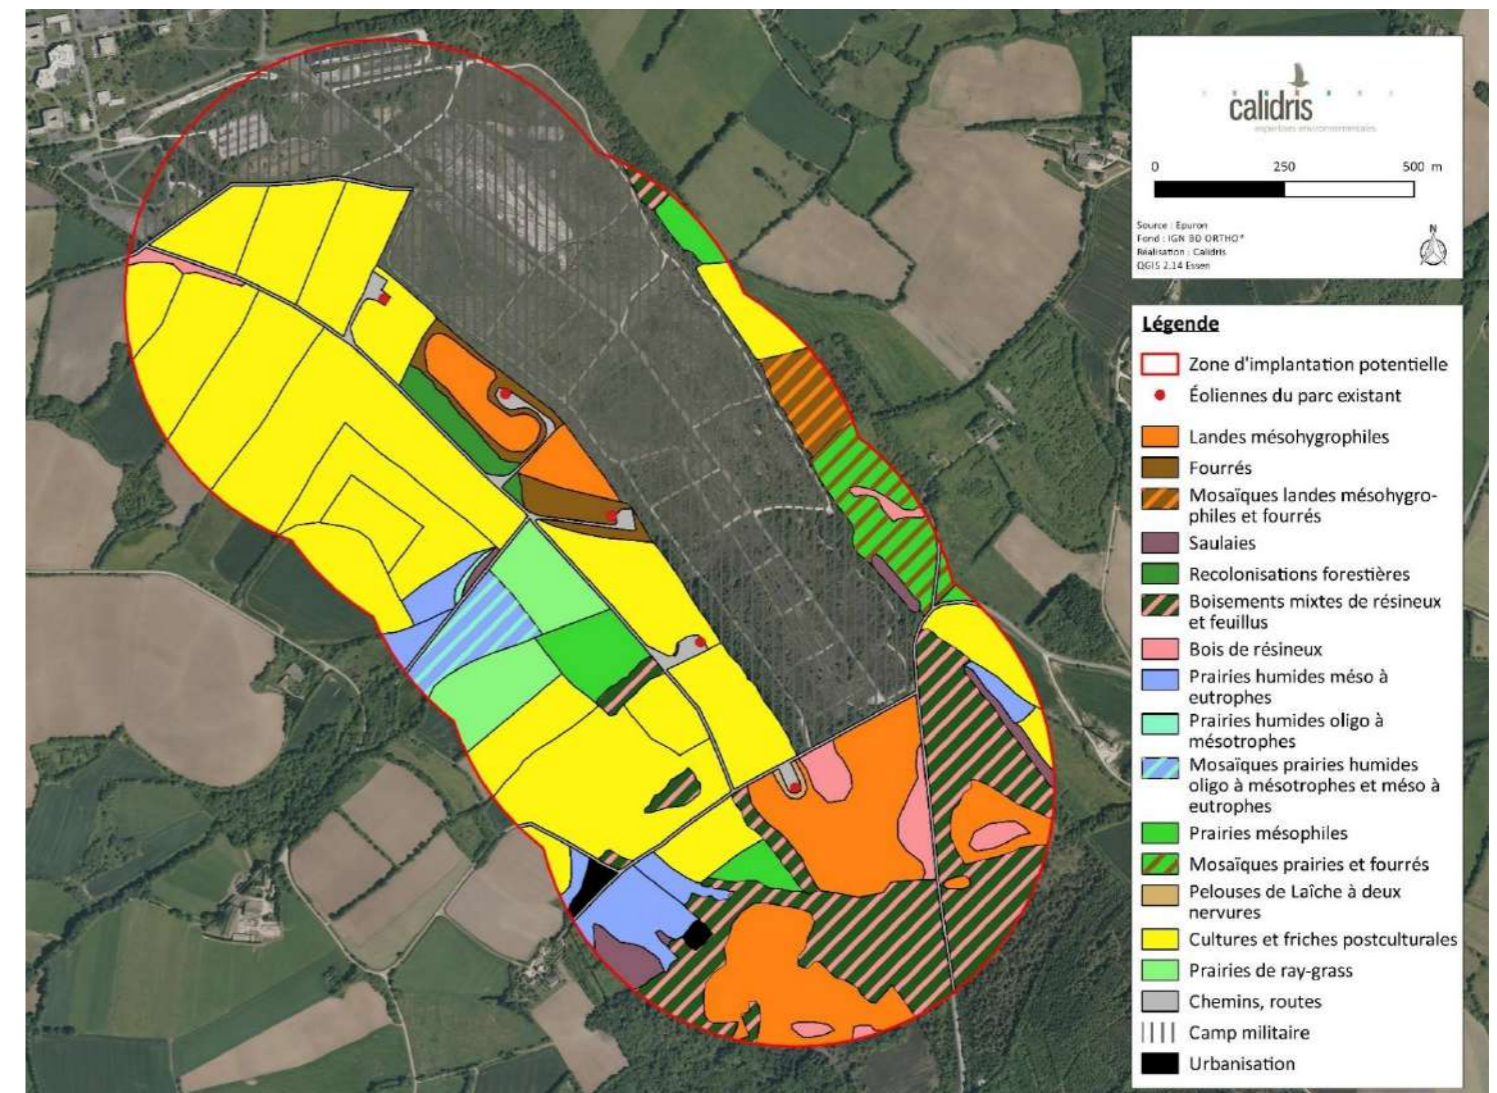 calidris
expertises environnementales
0 250 500 m
Source : Epuron
Fond : IGN BD ORTHO®
Réalisation : Calidris
QGIS 2.14 Essen
N
Légende
Zone d'implantation potentielle
Éoliennes du parc existant
Landes mésohygrophiles
Fourrés
Mosaïques landes mésohygro-
philes et fourrés
Saulaies
Recolonisations forestières
Boisements mixtes de résineux
et feuillus
Bois de résineux
Prairies humides méso à
eutrophes
Prairies humides oligo à
mésotrophes
Mosaïques prairies humides
oligo à mésotrophes et méso à
eutrophes
Prairies mésophiles
Mosaïques prairies et fourrés
Pelouses de Laîche à deux
nervures
Cultures et friches postculturales
Prairies de ray-grass
Chemins, routes
Camp militaire
Urbanisation